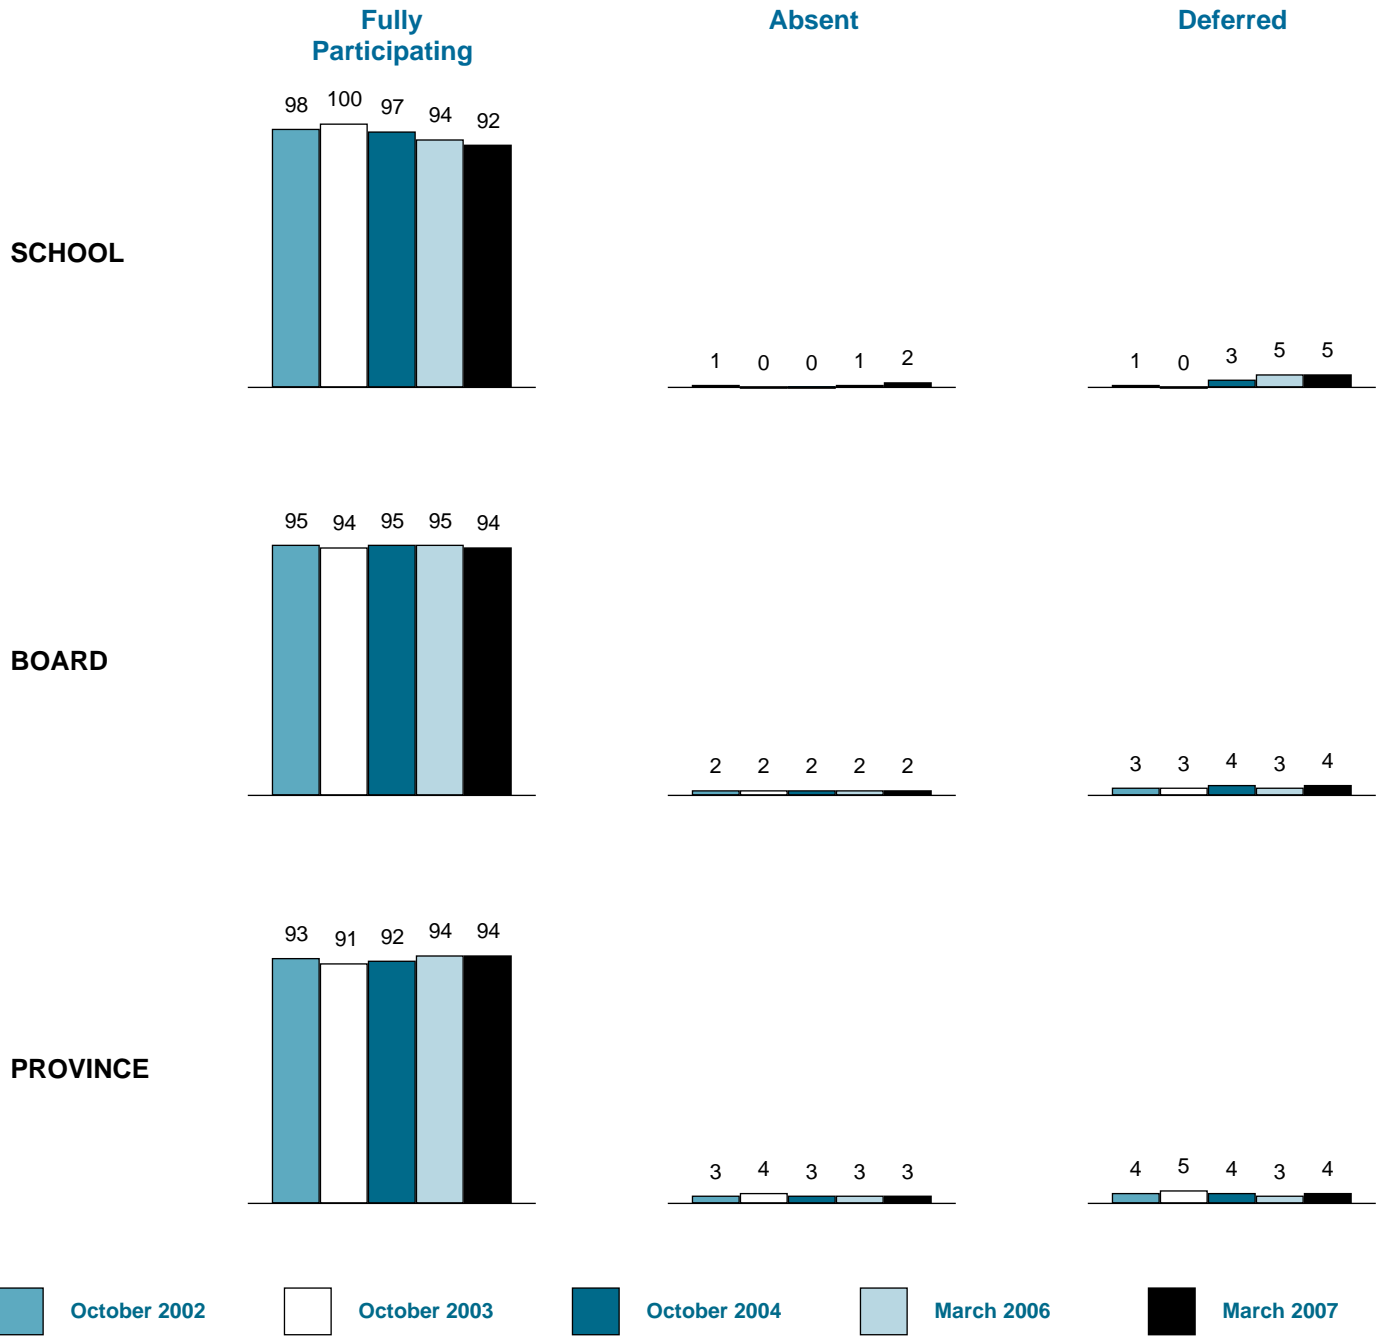 Fully
Participating
Absent
Deferred
98 100 97 94 92
SCHOOL
1 0 0 1 2
1 0 3 5 5
95 94 95 95 94
BOARD
2 2 2 2 2
3 3 4 3 4
93 91 92 94 94
PROVINCE
3 4 3 3 3
4 5 4 3 4
October 2002
October 2003
October 2004
March 2006
March 2007